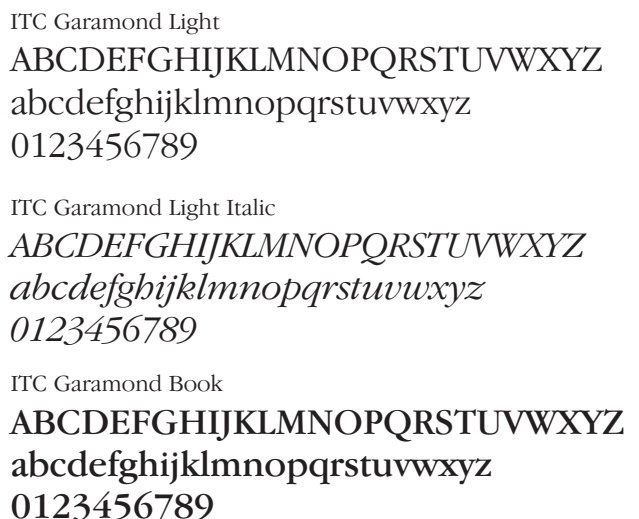 ITC Garamond Light
ABCDEFGHIJKLMNOPQRSTUVWXYZ
abcdefghijklmnopqrstuvwxyz
0123456789
ITC Garamond Light Italic
ABCDEFGHIJKLMNOPQRSTUVWXYZ
abcdefghijklmnopqrstuvwxyz
0123456789
ITC Garamond Book
ABCDEFGHIJKLMNOPQRSTUVWXYZ
abcdefghijklmnopqrstuvwxyz
0123456789